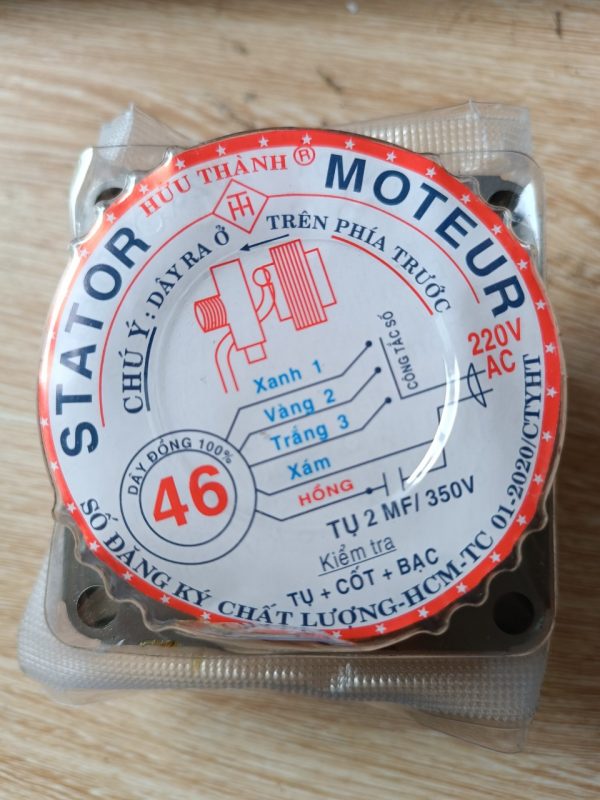 STATOR
HỮU THÀNH ®
MOTEUR
TH
CHÚ Ý : DÂY RA Ở TRÊN PHÍA TRƯỚC
220V
AC
CÔNG TẮC SỐ
Xanh 1
Vàng 2
Trắng 3
Xám
HỒNG
DÂY ĐỒNG 100%
46
TỤ 2 MF/ 350V
Kiểm tra
TỤ + CỐT + BẠC
SỐ ĐĂNG KÝ CHẤT LƯỢNG-HCM-TC 01-2020/CTYHT